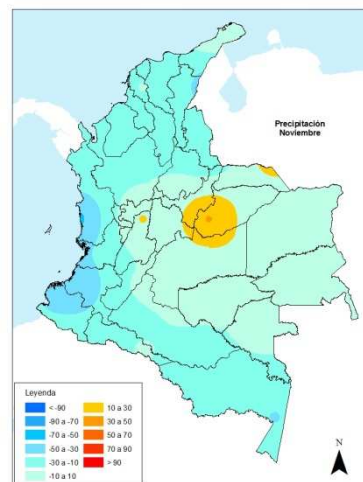 Precipitación
Noviembre
Leyenda
< -90
-90 a -70
-70 a -50
-50 a -30
-30 a -10
-10 a 10
10 a 30
30 a 50
50 a 70
70 a 90
> 90
N